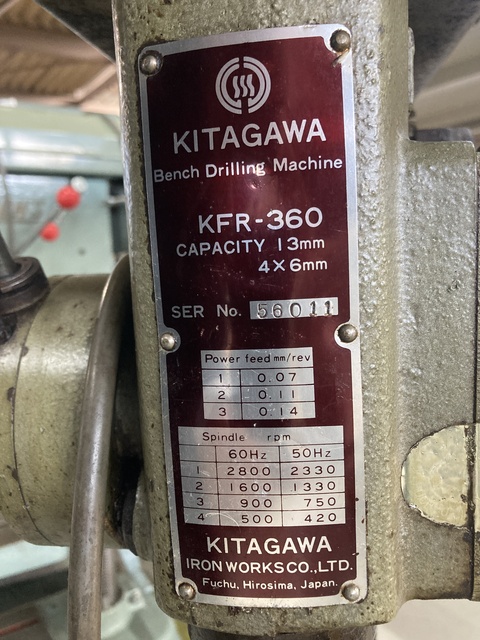 KITAGAWA
Bench Drilling Machine
KFR-360
CAPACITY 13mm
4×6mm
SER No. 56011
Power feed mm/rev
1 0.07
2 0.11
3 0.14
Spindle rpm
60Hz 50Hz
1 2800 2330
2 1600 1330
3 900 750
4 500 420
KITAGAWA
IRON WORKS CO., LTD.
Fuchu, Hirosima, Japan.